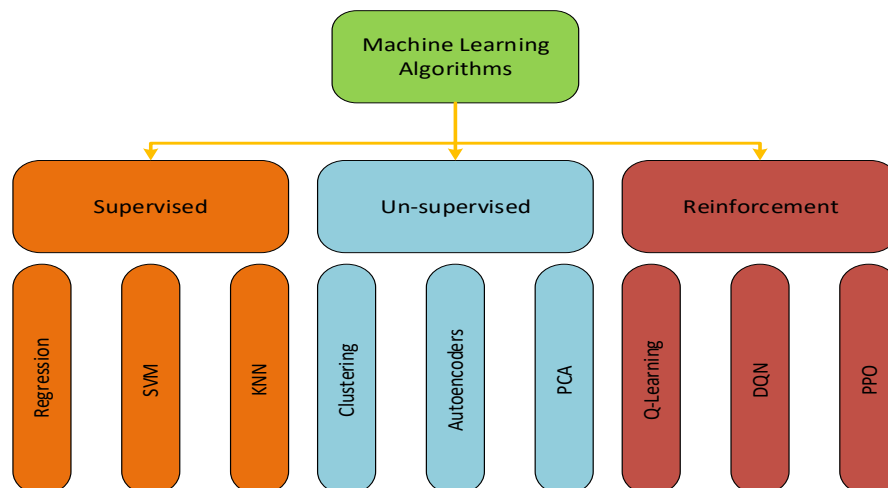 Machine Learning
Algorithms
Supervised
Un-supervised
Reinforcement
Regression
SVM
KNN
Clustering
Autoencoders
PCA
Q-Learning
DQN
PPO